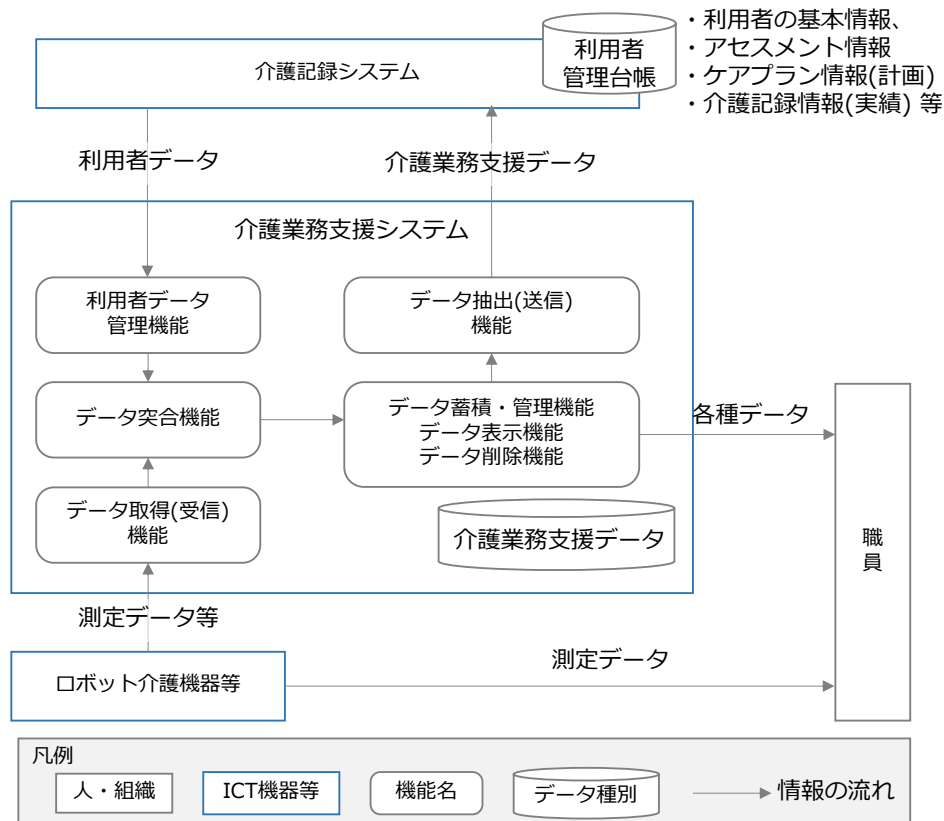 ・利用者の基本情報、
・アセスメント情報
・ケアプラン情報(計画)
・介護記録情報(実績) 等
利用者
管理台帳
介護記録システム
利用者データ
介護業務支援データ
介護業務支援システム
利用者データ
管理機能
データ抽出(送信)
機能
データ突合機能
データ蓄積・管理機能
データ表示機能
データ削除機能
各種データ
データ取得(受信)
機能
介護業務支援データ
職
員
測定データ等
測定データ
ロボット介護機器等
凡例
人・組織
ICT機器等
機能名
データ種別
情報の流れ